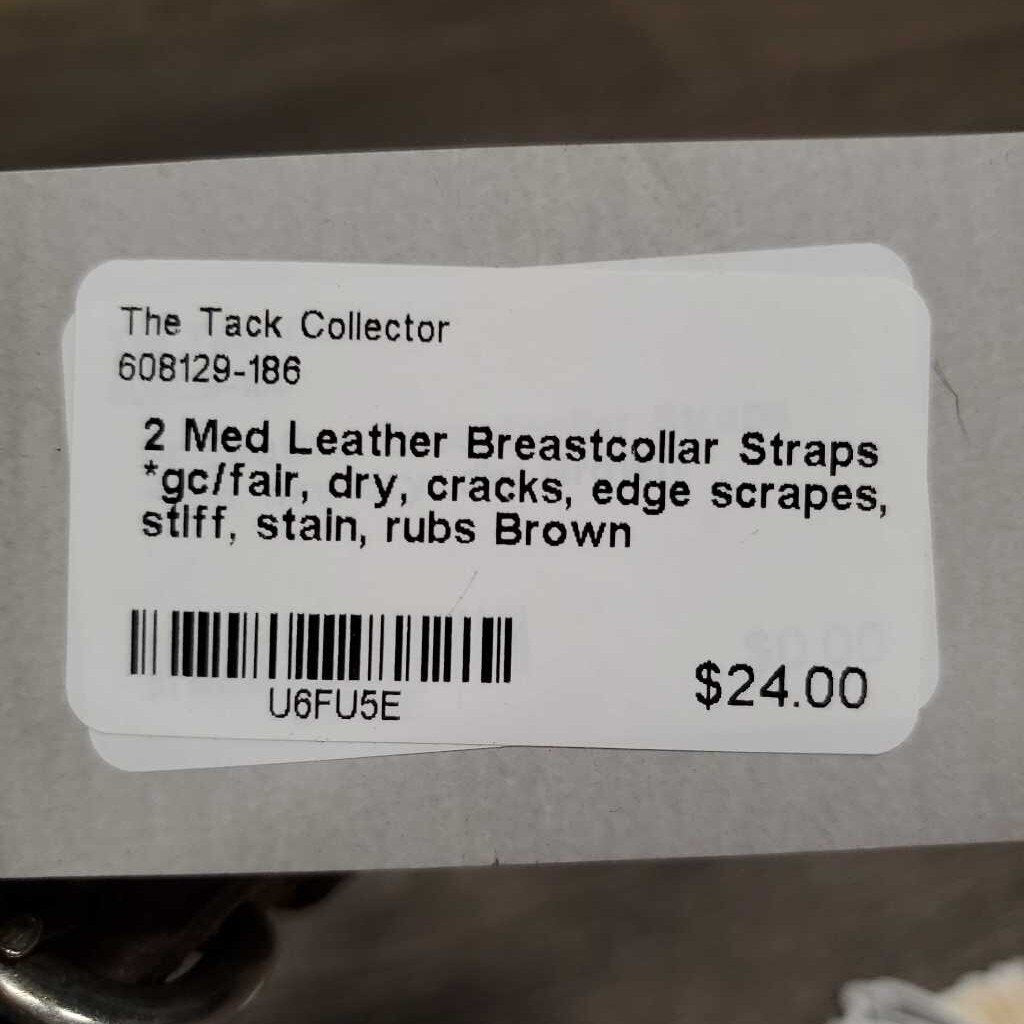 The Tack Collector
608129-186
2 Med Leather Breastcollar Straps
*gc/fair, dry, cracks, edge scrapes,
stiff, stain, rubs Brown
U6FU5E
$24.00